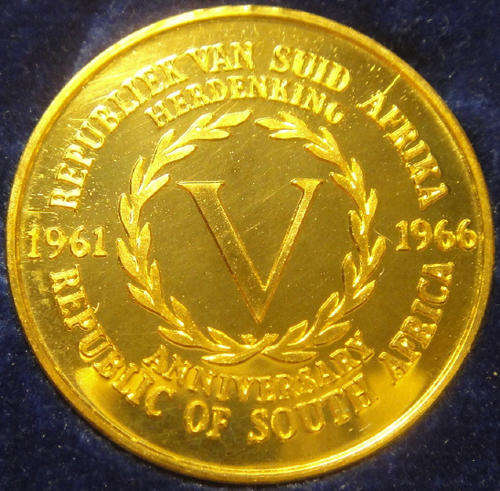 REPUBLIEK VAN SUID AFRIKA
HERDENKING
1961
V
1966
ANNIVERSARY
REPUBLIC OF SOUTH AFRICA